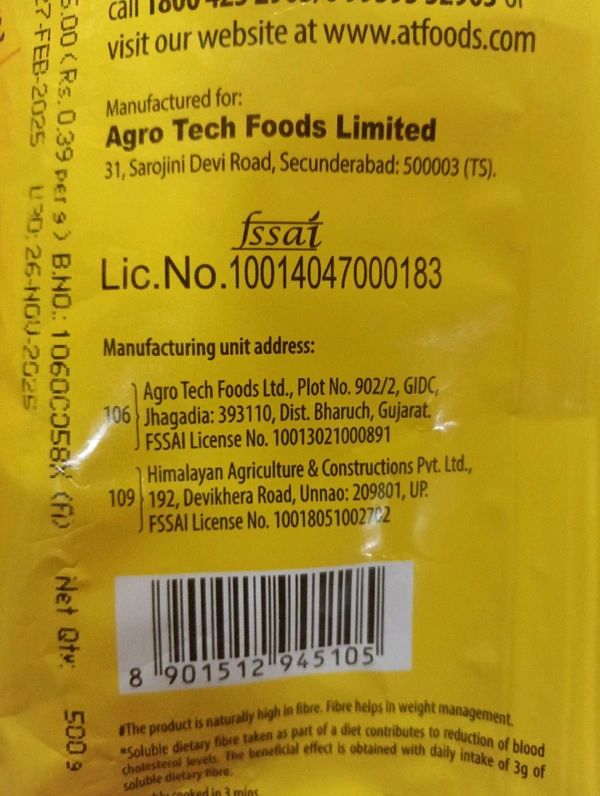 visit our website at www.atfoods.com
Manufactured for:
Agro Tech Foods Limited
31, Sarojini Devi Road, Secunderabad: 500003 (TS).
fssai
Lic.No.10014047000183
Manufacturing unit address:
106 Agro Tech Foods Ltd., Plot No. 902/2, GIDC,
Jhagadia: 393110, Dist. Bharuch, Gujarat.
FSSAI License No. 10013021000891
109 Himalayan Agriculture & Constructions Pvt. Ltd.,
192, Devikhera Road, Unnao: 209801, UP.
FSSAI License No. 10018051002702
8 901512 945105
#The product is naturally high in fibre. Fibre helps in weight management.
*Soluble dietary fibre taken as part of a diet contributes to reduction of blood
cholesterol levels. The beneficial effect is obtained with daily intake of 3g of
soluble dietary fibre.
cooked in 3 mins
(Rs. 0.39 per g) B.NO.: 1060C058X (Fi) Net Qty: 500 g
-FEB-2025 26-NOV-2025